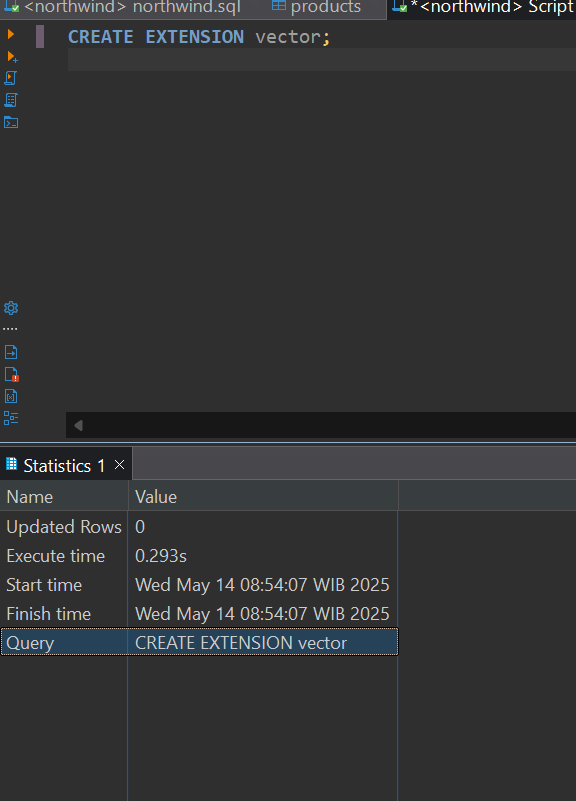 <northwind> northwind.sql products *<northwind> Script
CREATE EXTENSION vector;
Statistics 1
Name Value
Updated Rows 0
Execute time 0.293s
Start time Wed May 14 08:54:07 WIB 2025
Finish time Wed May 14 08:54:07 WIB 2025
Query CREATE EXTENSION vector